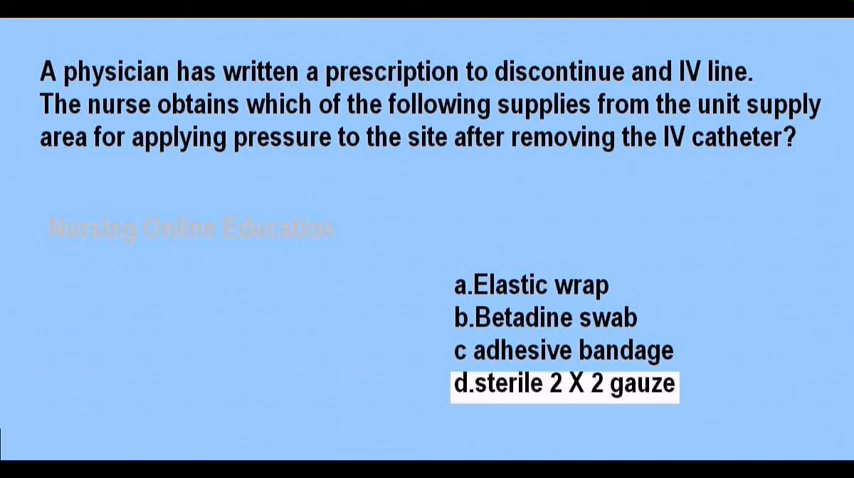 A physician has written a prescription to discontinue and IV line.
The nurse obtains which of the following supplies from the unit supply
area for applying pressure to the site after removing the IV catheter?
Nursing Online Education
a.Elastic wrap
b.Betadine swab
c adhesive bandage
d.sterile 2 X 2 gauze